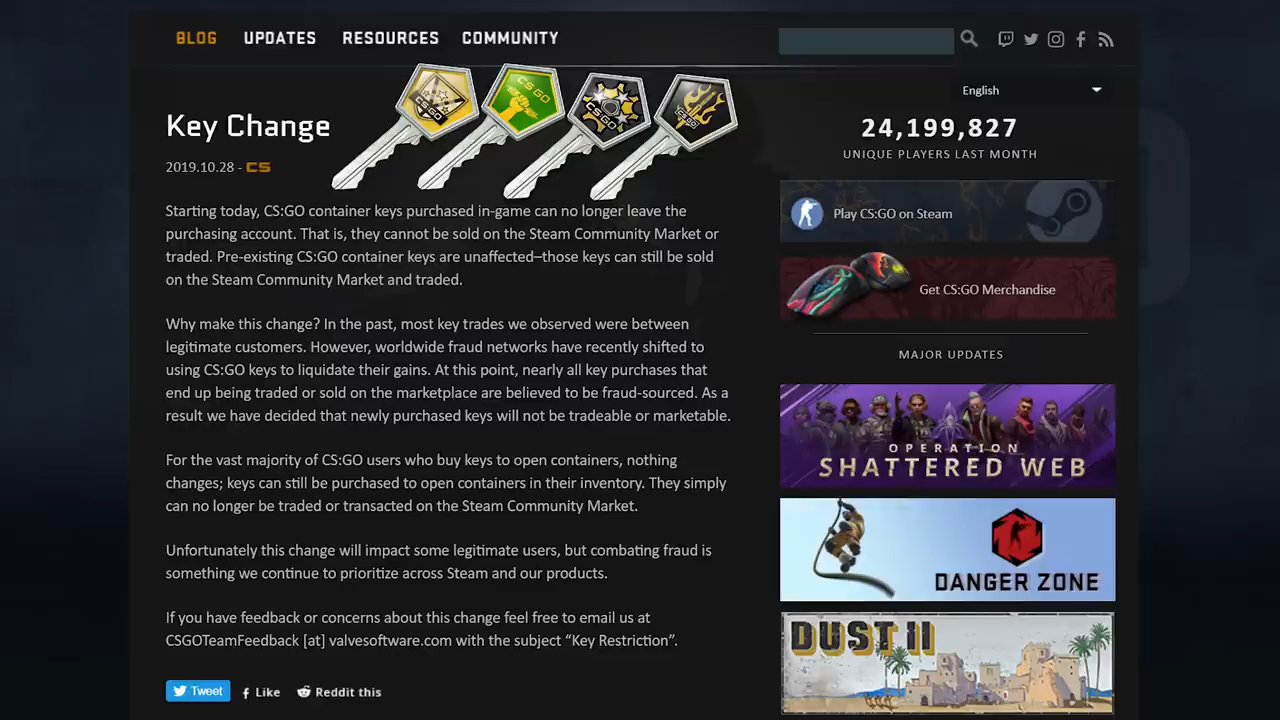 BLOG UPDATES RESOURCES COMMUNITY
English
Key Change
2019.10.28 - CS
CS GO CS GO CS GO CS GO
Starting today, CS:GO container keys purchased in-game can no longer leave the
purchasing account. That is, they cannot be sold on the Steam Community Market or
traded. Pre-existing CS:GO container keys are unaffected–those keys can still be sold
on the Steam Community Market and traded.
Why make this change? In the past, most key trades we observed were between
legitimate customers. However, worldwide fraud networks have recently shifted to
using CS:GO keys to liquidate their gains. At this point, nearly all key purchases that
end up being traded or sold on the marketplace are believed to be fraud-sourced. As a
result we have decided that newly purchased keys will not be tradeable or marketable.
For the vast majority of CS:GO users who buy keys to open containers, nothing
changes; keys can still be purchased to open containers in their inventory. They simply
can no longer be traded or transacted on the Steam Community Market.
Unfortunately this change will impact some legitimate users, but combating fraud is
something we continue to prioritize across Steam and our products.
If you have feedback or concerns about this change feel free to email us at
CSGOTeamFeedback [at] valvesoftware.com with the subject “Key Restriction”.
Tweet Like Reddit this
24,199,827
UNIQUE PLAYERS LAST MONTH
Play CS:GO on Steam
Get CS:GO Merchandise
MAJOR UPDATES
OPERATION
SHATTERED WEB
DANGER ZONE
DUST II